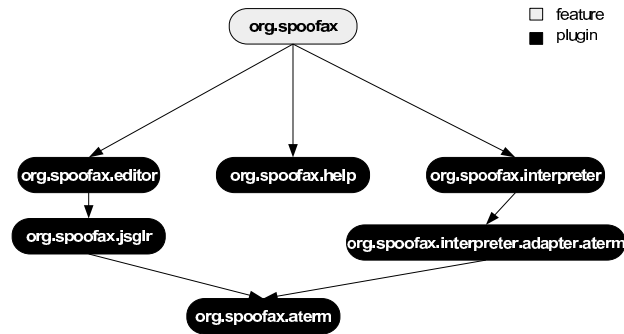 org.spoofax
feature
plugin
org.spoofax.editor
org.spoofax.help
org.spoofax.interpreter
org.spoofax.jsglr
org.spoofax.interpreter.adapter.aterm
org.spoofax.aterm